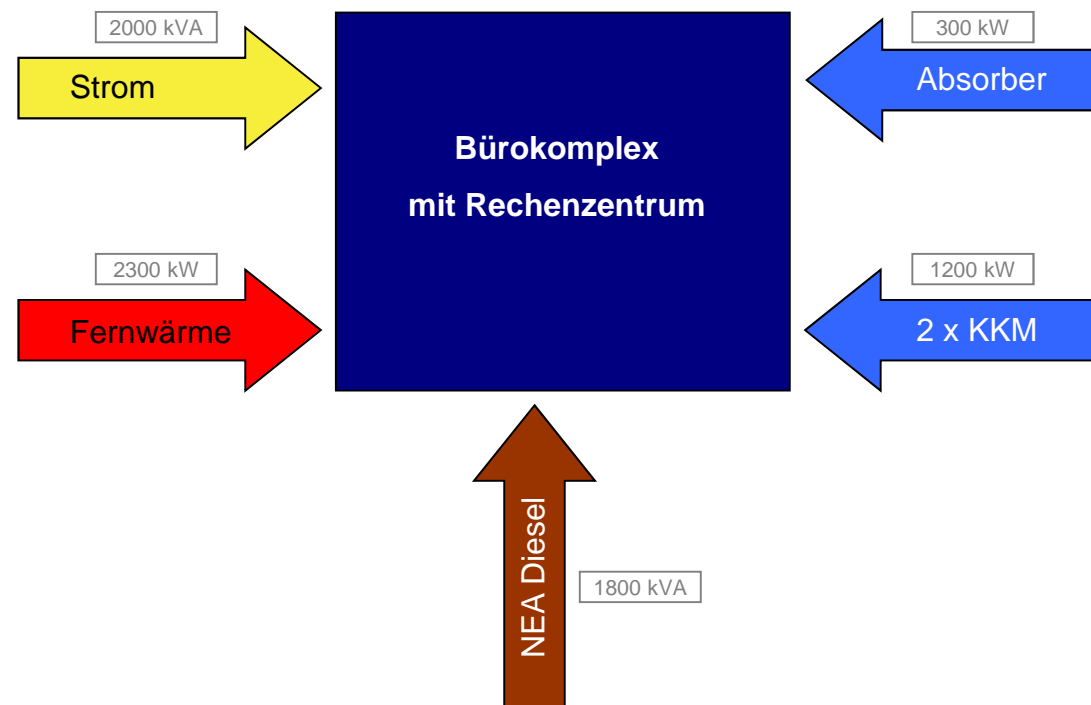 2000 kVA
300 kW
Strom
Absorber
Bürokomplex
mit Rechenzentrum
2300 kW
1200 kW
Fernwärme
2 x KKM
NEA Diesel
1800 kVA